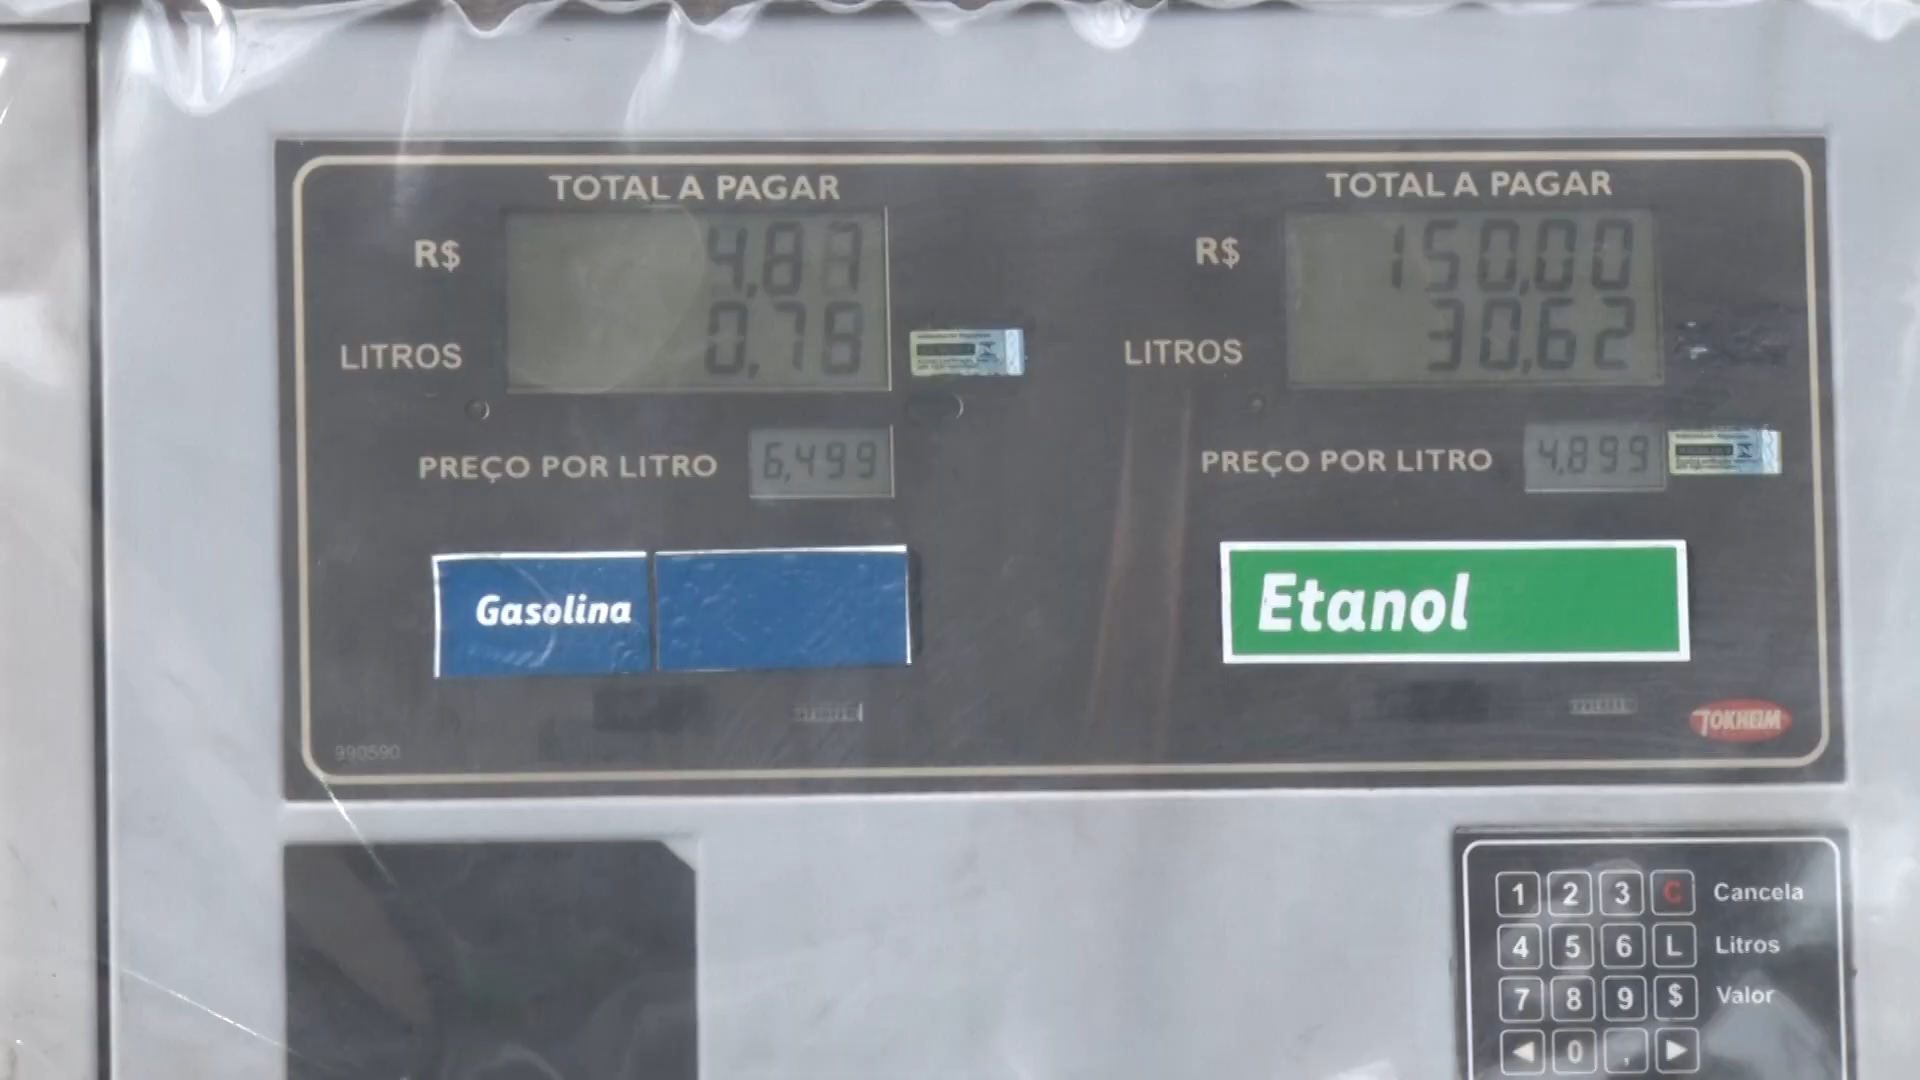 TOTAL A PAGAR
R$ 4,87
LITROS 0,78
PREÇO POR LITRO 6,499
Gasolina
990590
TOTAL A PAGAR
R$ 150,00
LITROS 30,62
PREÇO POR LITRO 4,899
Etanol
TOKHEIM
1 2 3 C Cancela
4 5 6 L Litros
7 8 9 $ Valor
◀ 0 , ▶